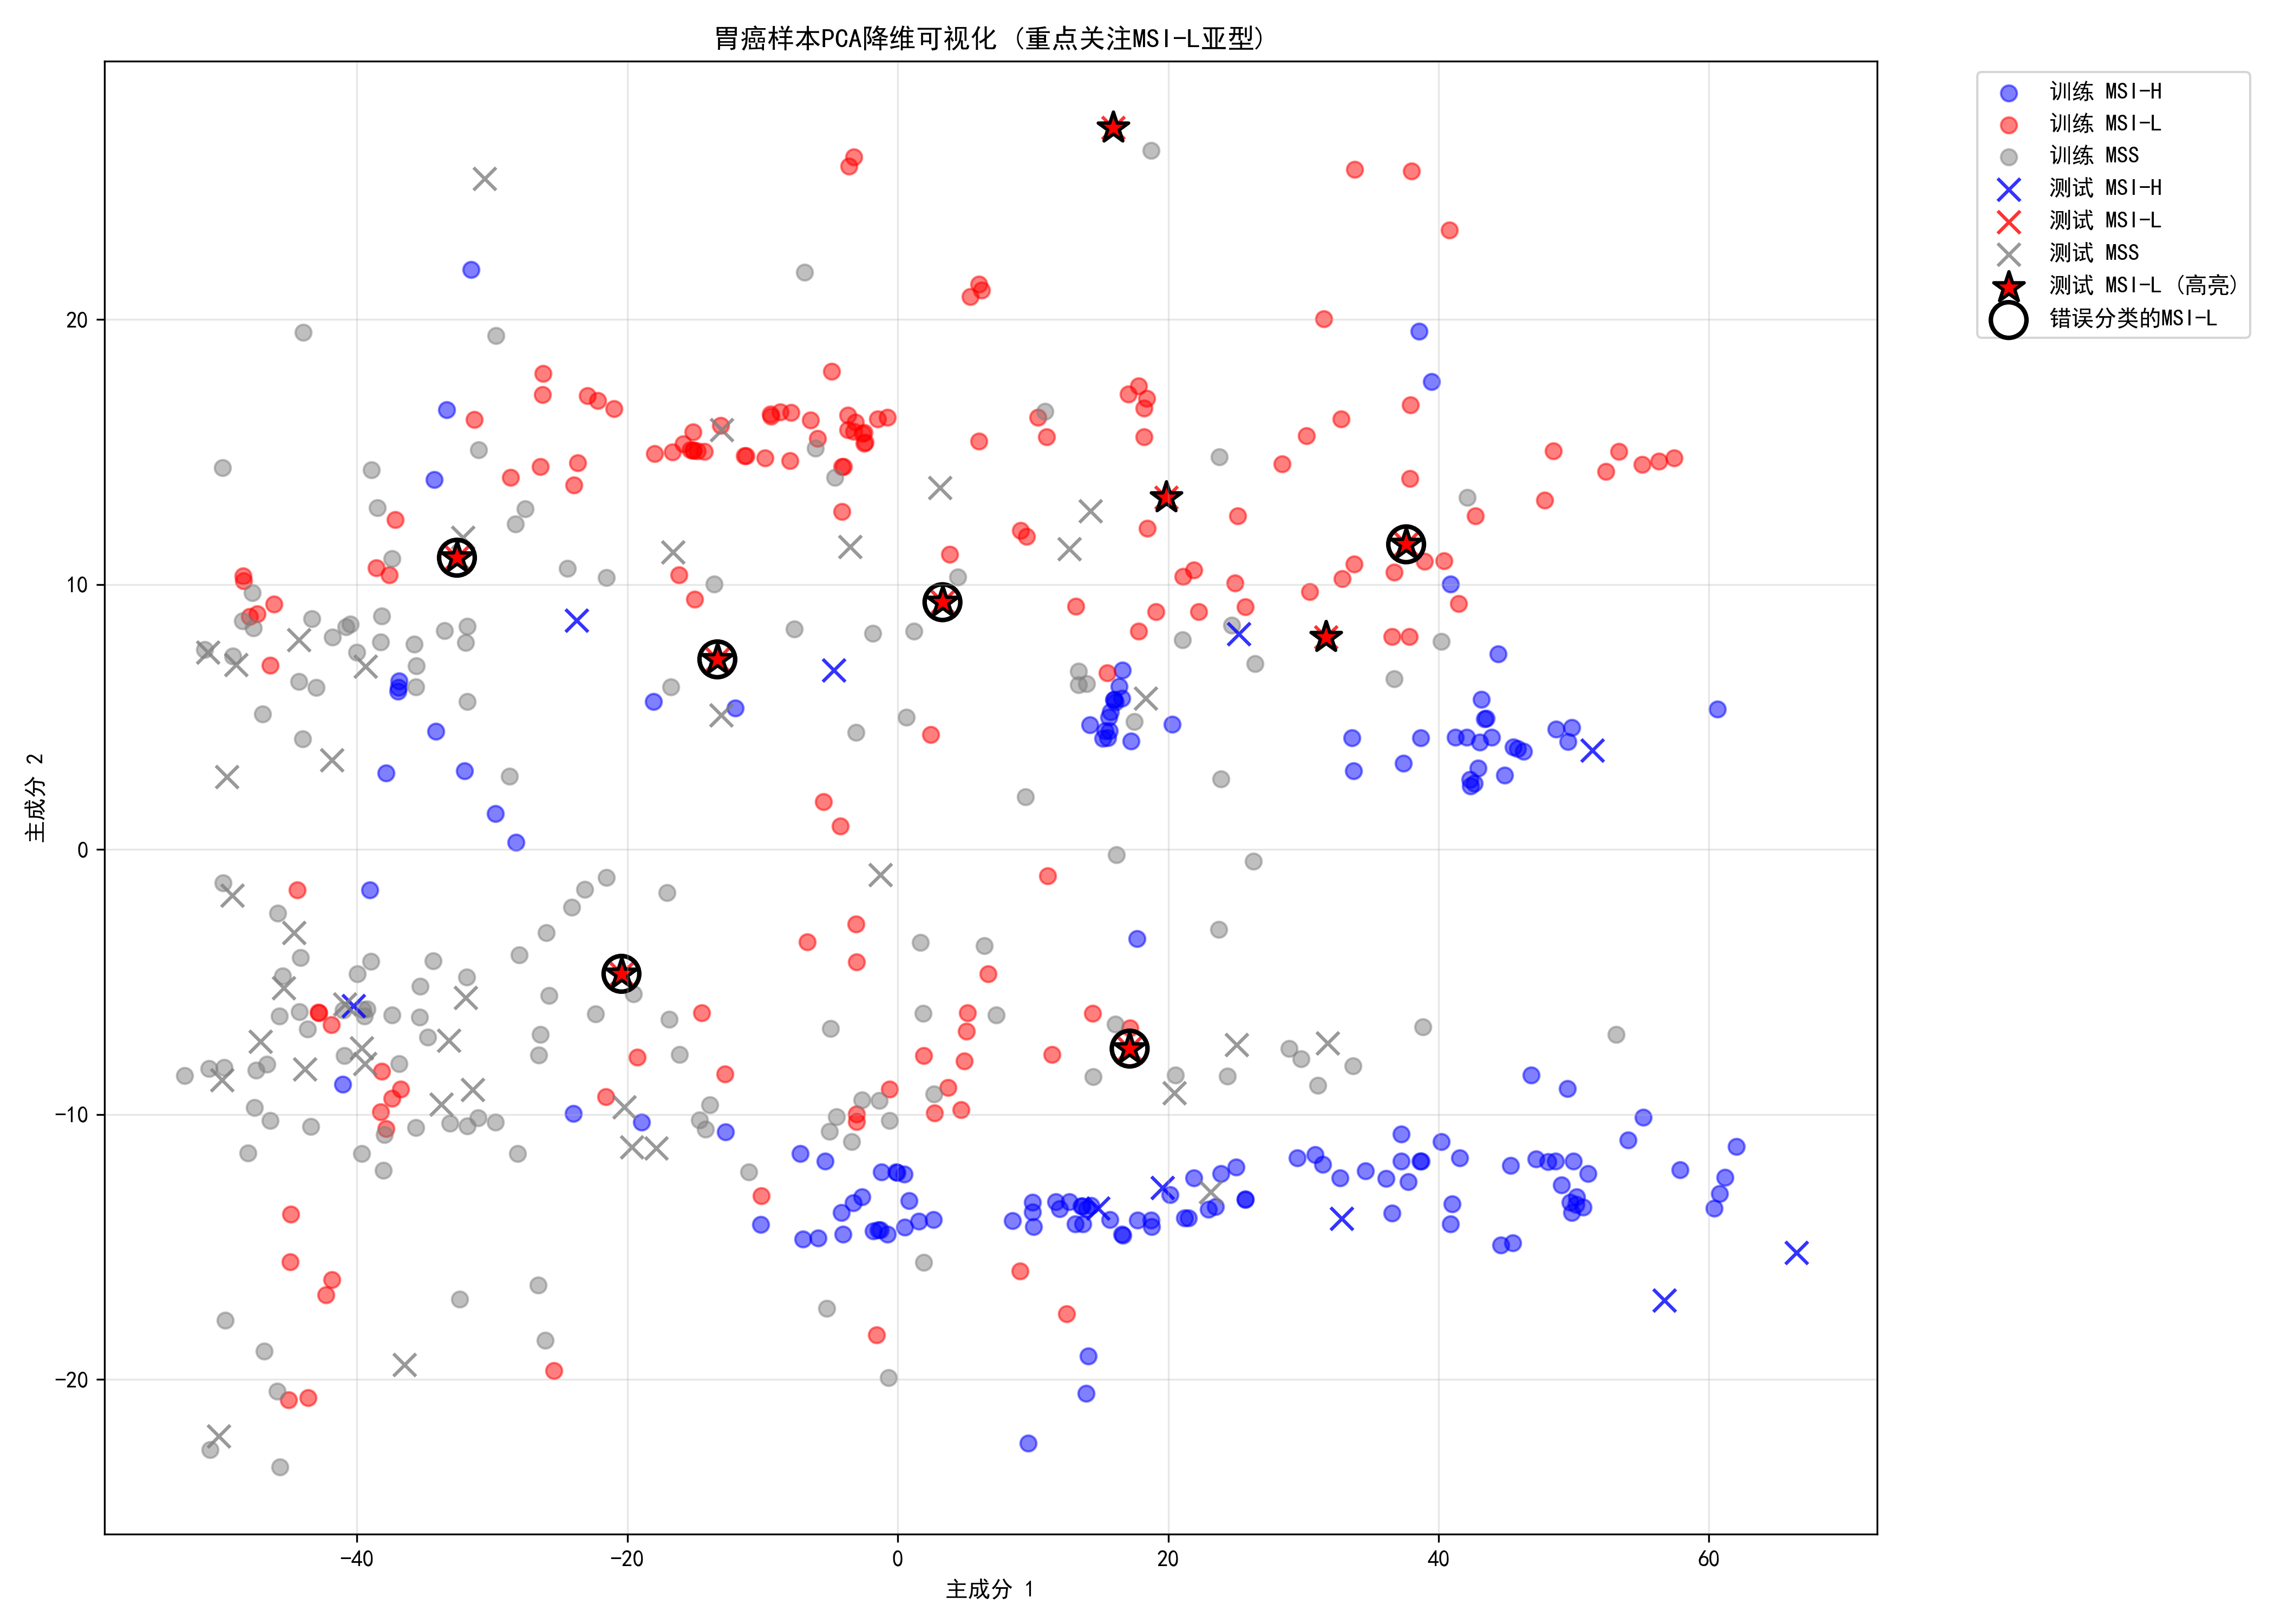 胃癌样本PCA降维可视化 (重点关注MSI-L亚型)
训练 MSI-H
训练 MSI-L
训练 MSS
测试 MSI-H
测试 MSI-L
测试 MSS
测试 MSI-L (高亮)
错误分类的MSI-L
主成分 2
20
10
0
−10
−20
−40
−20
0
20
40
60
主成分 1